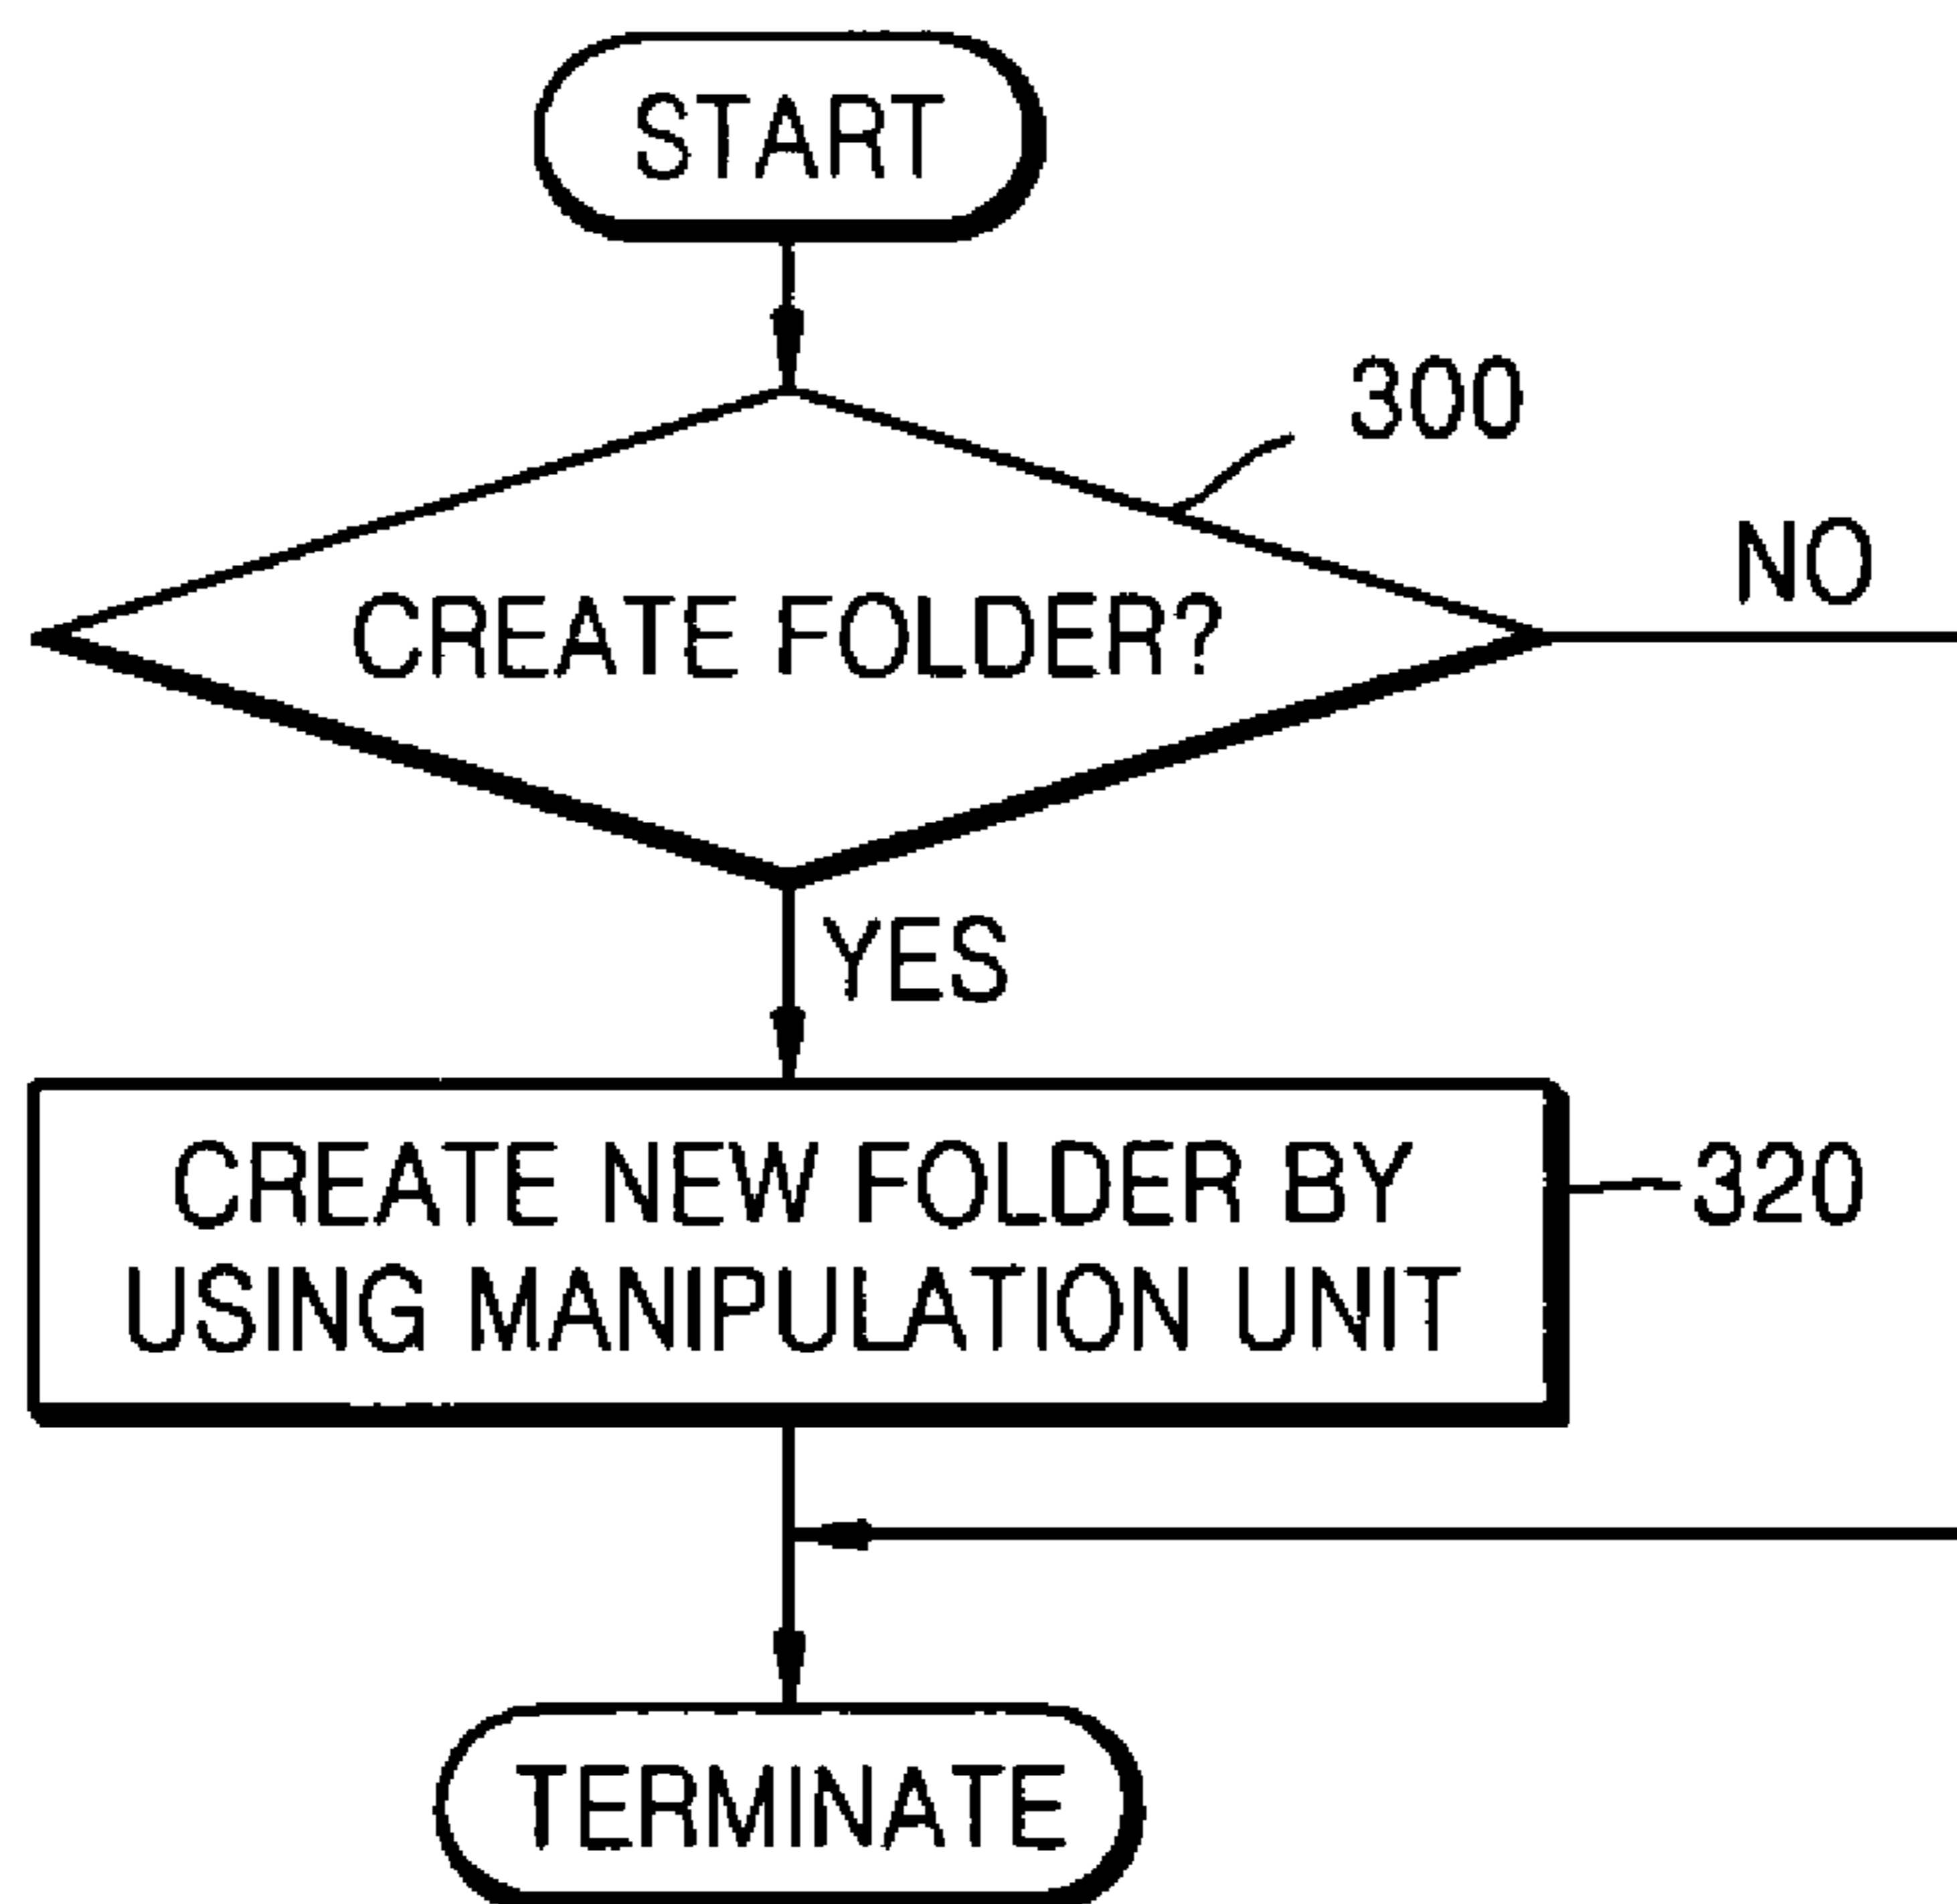 START
300
NO
CREATE FOLDER?
YES
CREATE NEW FOLDER BY
USING MANIPULATION UNIT
320
TERMINATE